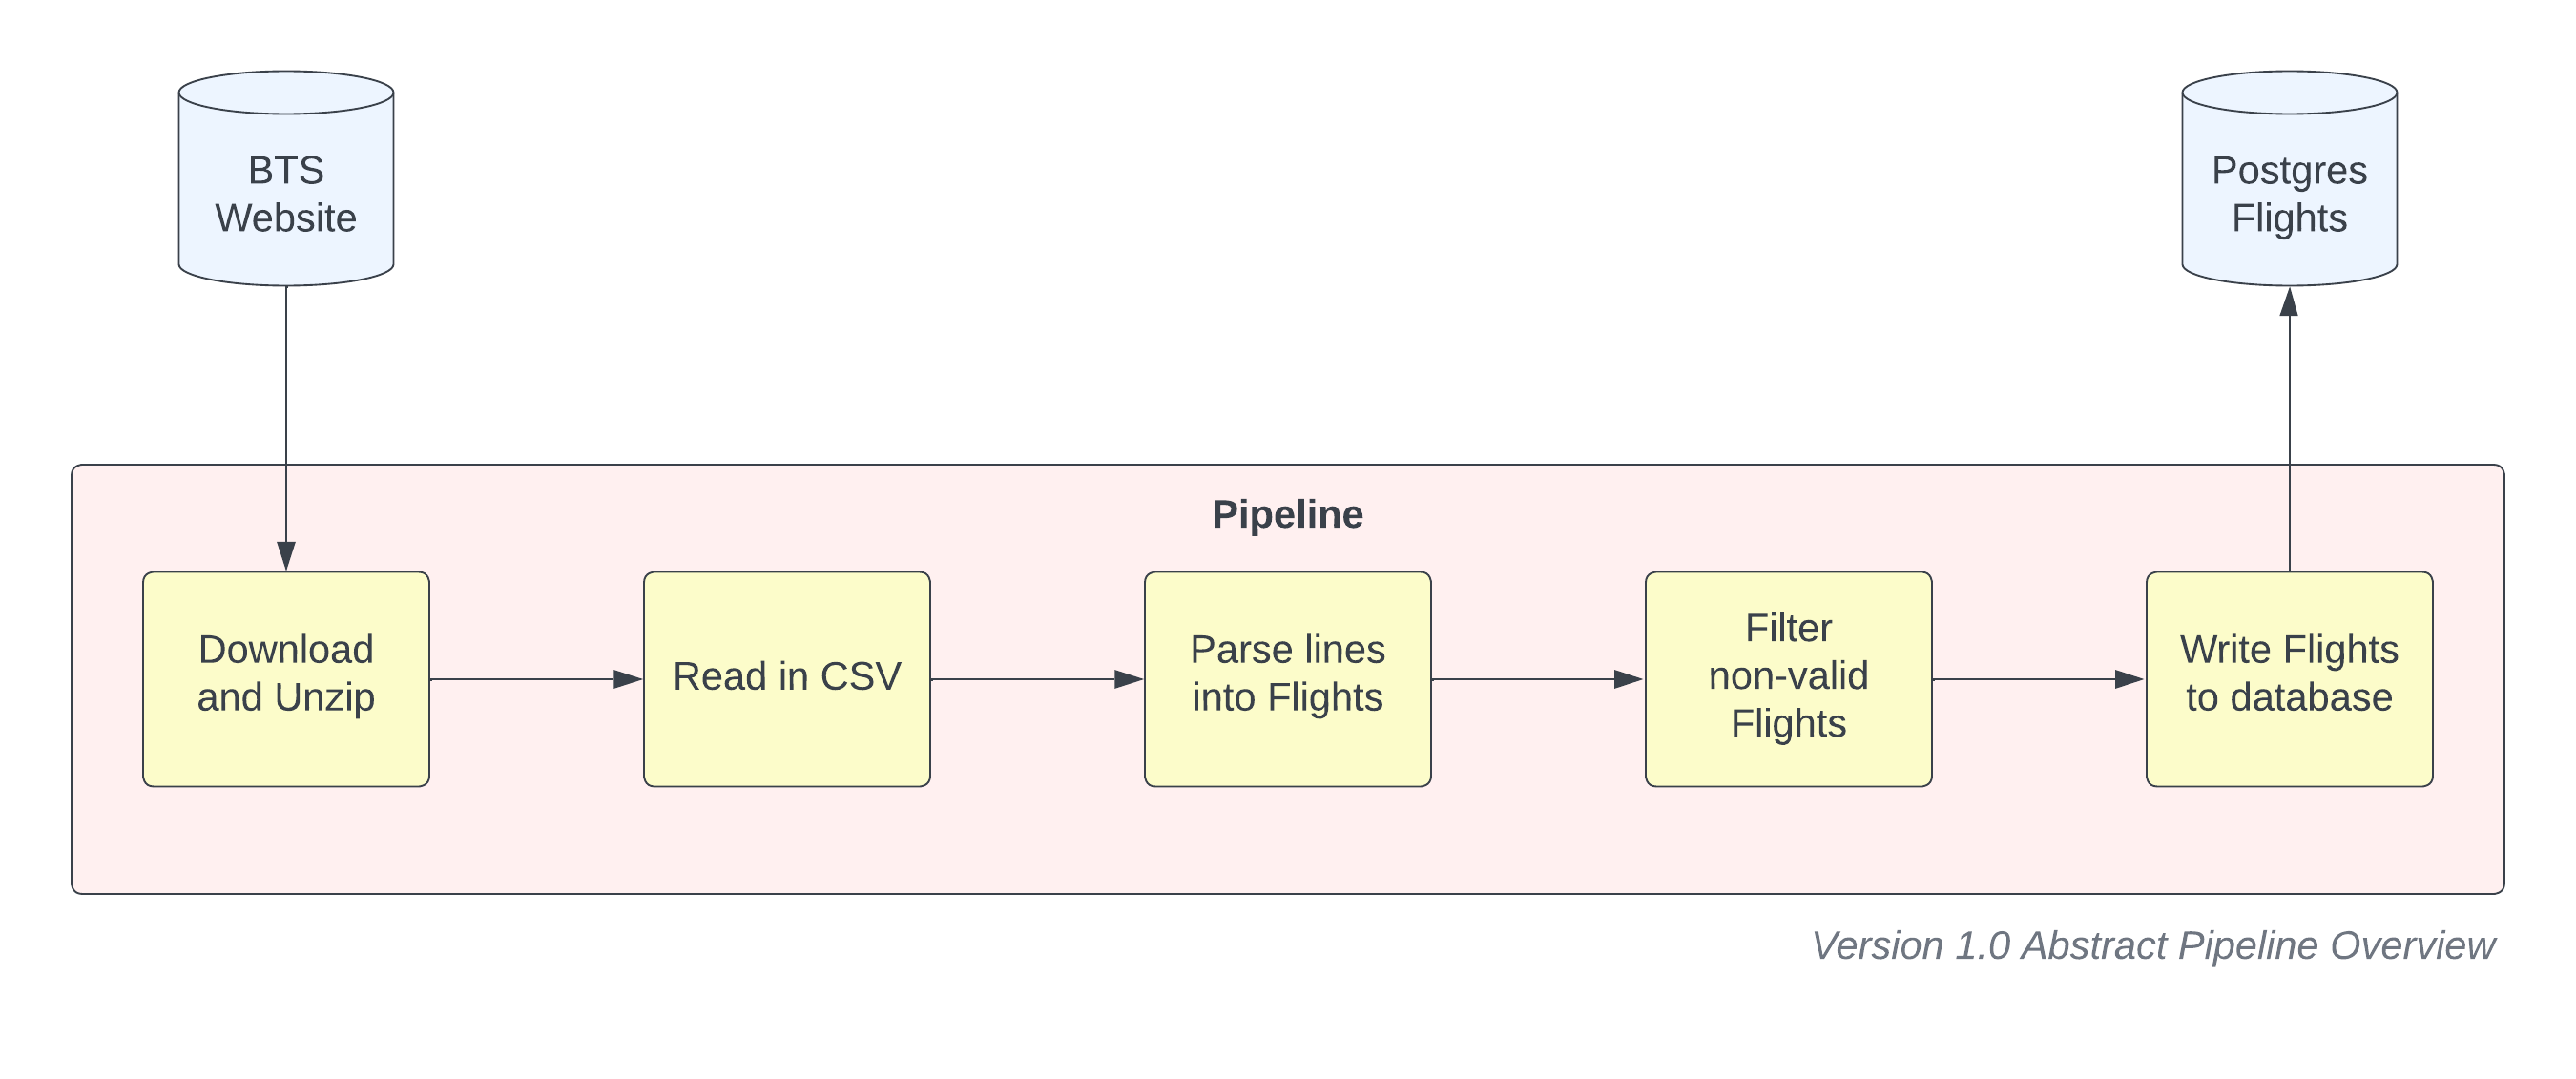 BTS
Website
Postgres
Flights
Pipeline
Download
and Unzip
Read in CSV
Parse lines
into Flights
Filter
non-valid
Flights
Write Flights
to database
Version 1.0 Abstract Pipeline Overview